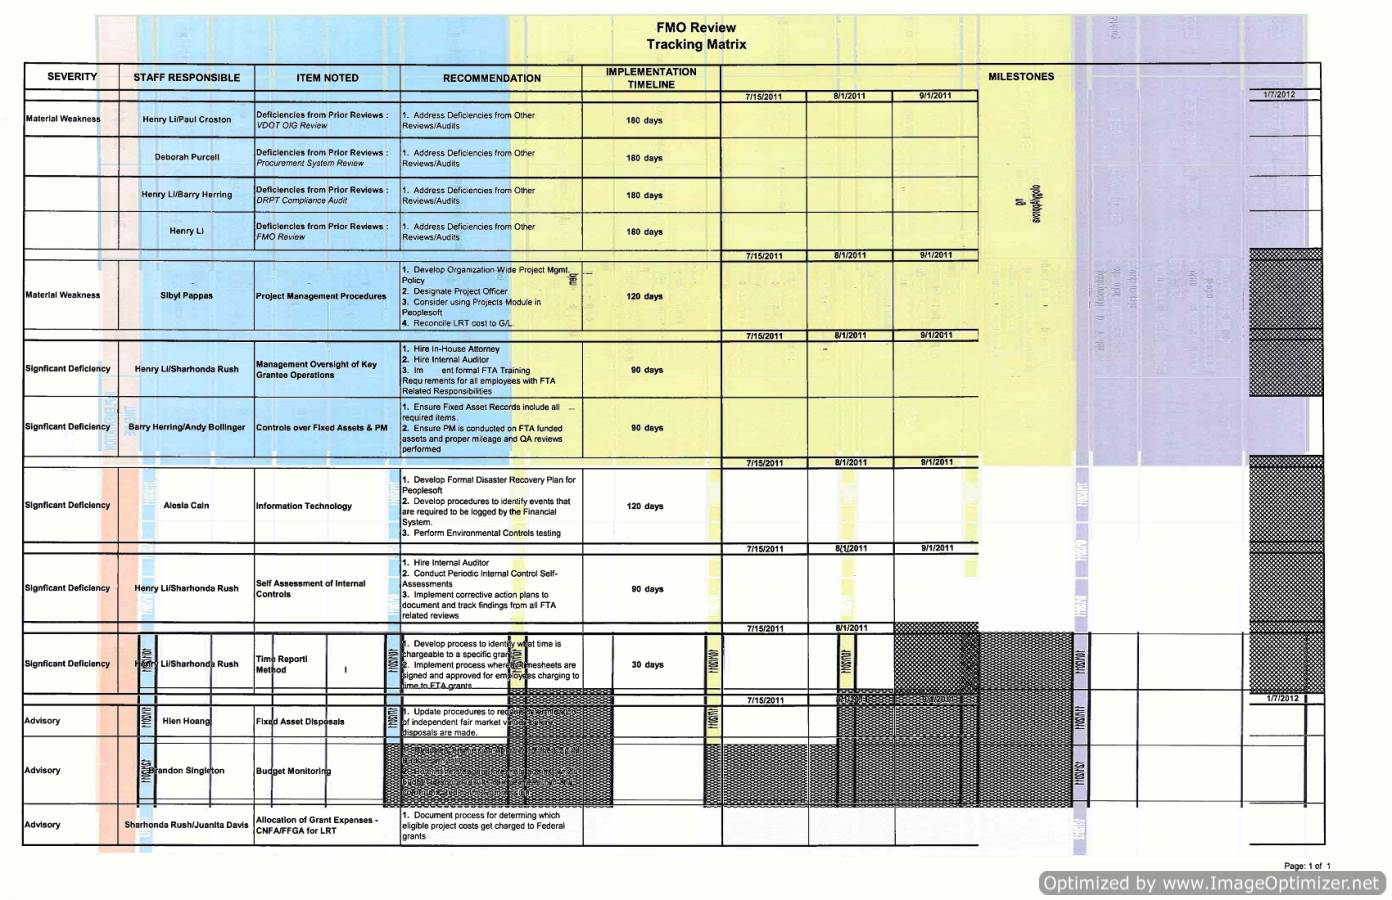 FMO Review
Tracking Matrix
SEVERITY STAFF RESPONSIBLE ITEM NOTED RECOMMENDATION IMPLEMENTATION TIMELINE MILESTONES
7/15/2011 8/1/2011 9/1/2011 1/7/2012
Material Weakness Henry Li/Paul Croston Deficiencies from Prior Reviews : 1. Address Deficiencies from Other 180 days
VDOT OIG Review Reviews/Audits
Deborah Purcell Deficiencies from Prior Reviews : 1. Address Deficiencies from Other 180 days
Procurement System Review Reviews/Audits
Henry Li/Barry Herring Deficiencies from Prior Reviews : 1. Address Deficiencies from Other 180 days
DRPT Compliance Audit Reviews/Audits
Henry Li Deficiencies from Prior Reviews : 1. Address Deficiencies from Other 180 days
FMO Review Reviews/Audits
7/15/2011 8/1/2011 9/1/2011
Material Weakness Sibyl Pappas Project Management Procedures 120 days
1. Develop Organization-Wide Project Mgmt.
Policy
2. Designate Project Officer
3. Consider using Projects Module in
Peoplesoft
4. Reconcile LRT cost to G/L
7/15/2011 8/1/2011 9/1/2011
Signficant Deficiency Henry Li/Sharhonda Rush Management Oversight of Key 90 days
Grantee Operations
1. Hire In-House Attorney
2. Hire Internal Auditor
3. Im ent formal FTA Training
Requ rements for all employees with FTA
Related Responsibilities
Signficant Deficiency Barry Herring/Andy Bollinger Controls over Fixed Assets & PM 90 days
1. Ensure Fixed Asset Records include all
required items.
2. Ensure PM is conducted on FTA funded
assets and proper mileage and QA reviews
performed
7/15/2011 8/1/2011 9/1/2011
Signficant Deficiency Alesia Cain Information Technology 120 days
1. Develop Formal Disaster Recovery Plan for
Peoplesoft
2. Develop procedures to identify events that
are required to be logged by the Financial
System.
3. Perform Environmental Controls testing
7/15/2011 8/1/2011 9/1/2011
Signficant Deficiency Henry Li/Sharhonda Rush Self Assessment of Internal 90 days
Controls
1. Hire Internal Auditor
2. Conduct Periodic Internal Control Self-
Assessments
3. Implement corrective action plans to
document and track findings from all FTA
related reviews
7/15/2011 8/1/2011
Signficant Deficiency Henry Li/Sharhonda Rush Time Reporti 30 days
Method
1. Develop process to identify what time is
chargeable to a specific grant
2. Implement process where timesheets are
signed and approved for employees charging to
time to FTA grants
7/15/2011 1/7/2012
Advisory Hien Hoang Fixed Asset Disposals
1. Update procedures to
of independent fair market
disposals are made.
Advisory Brandon Singleton Budget Monitoring
Advisory Sharhonda Rush/Juanita Davis Allocation of Grant Expenses -
CNFA/FFGA for LRT
1. Document process for determining which
eligible project costs get charged to Federal
grants
Page: 1 of 1
Optimized by www.ImageOptimizer.net